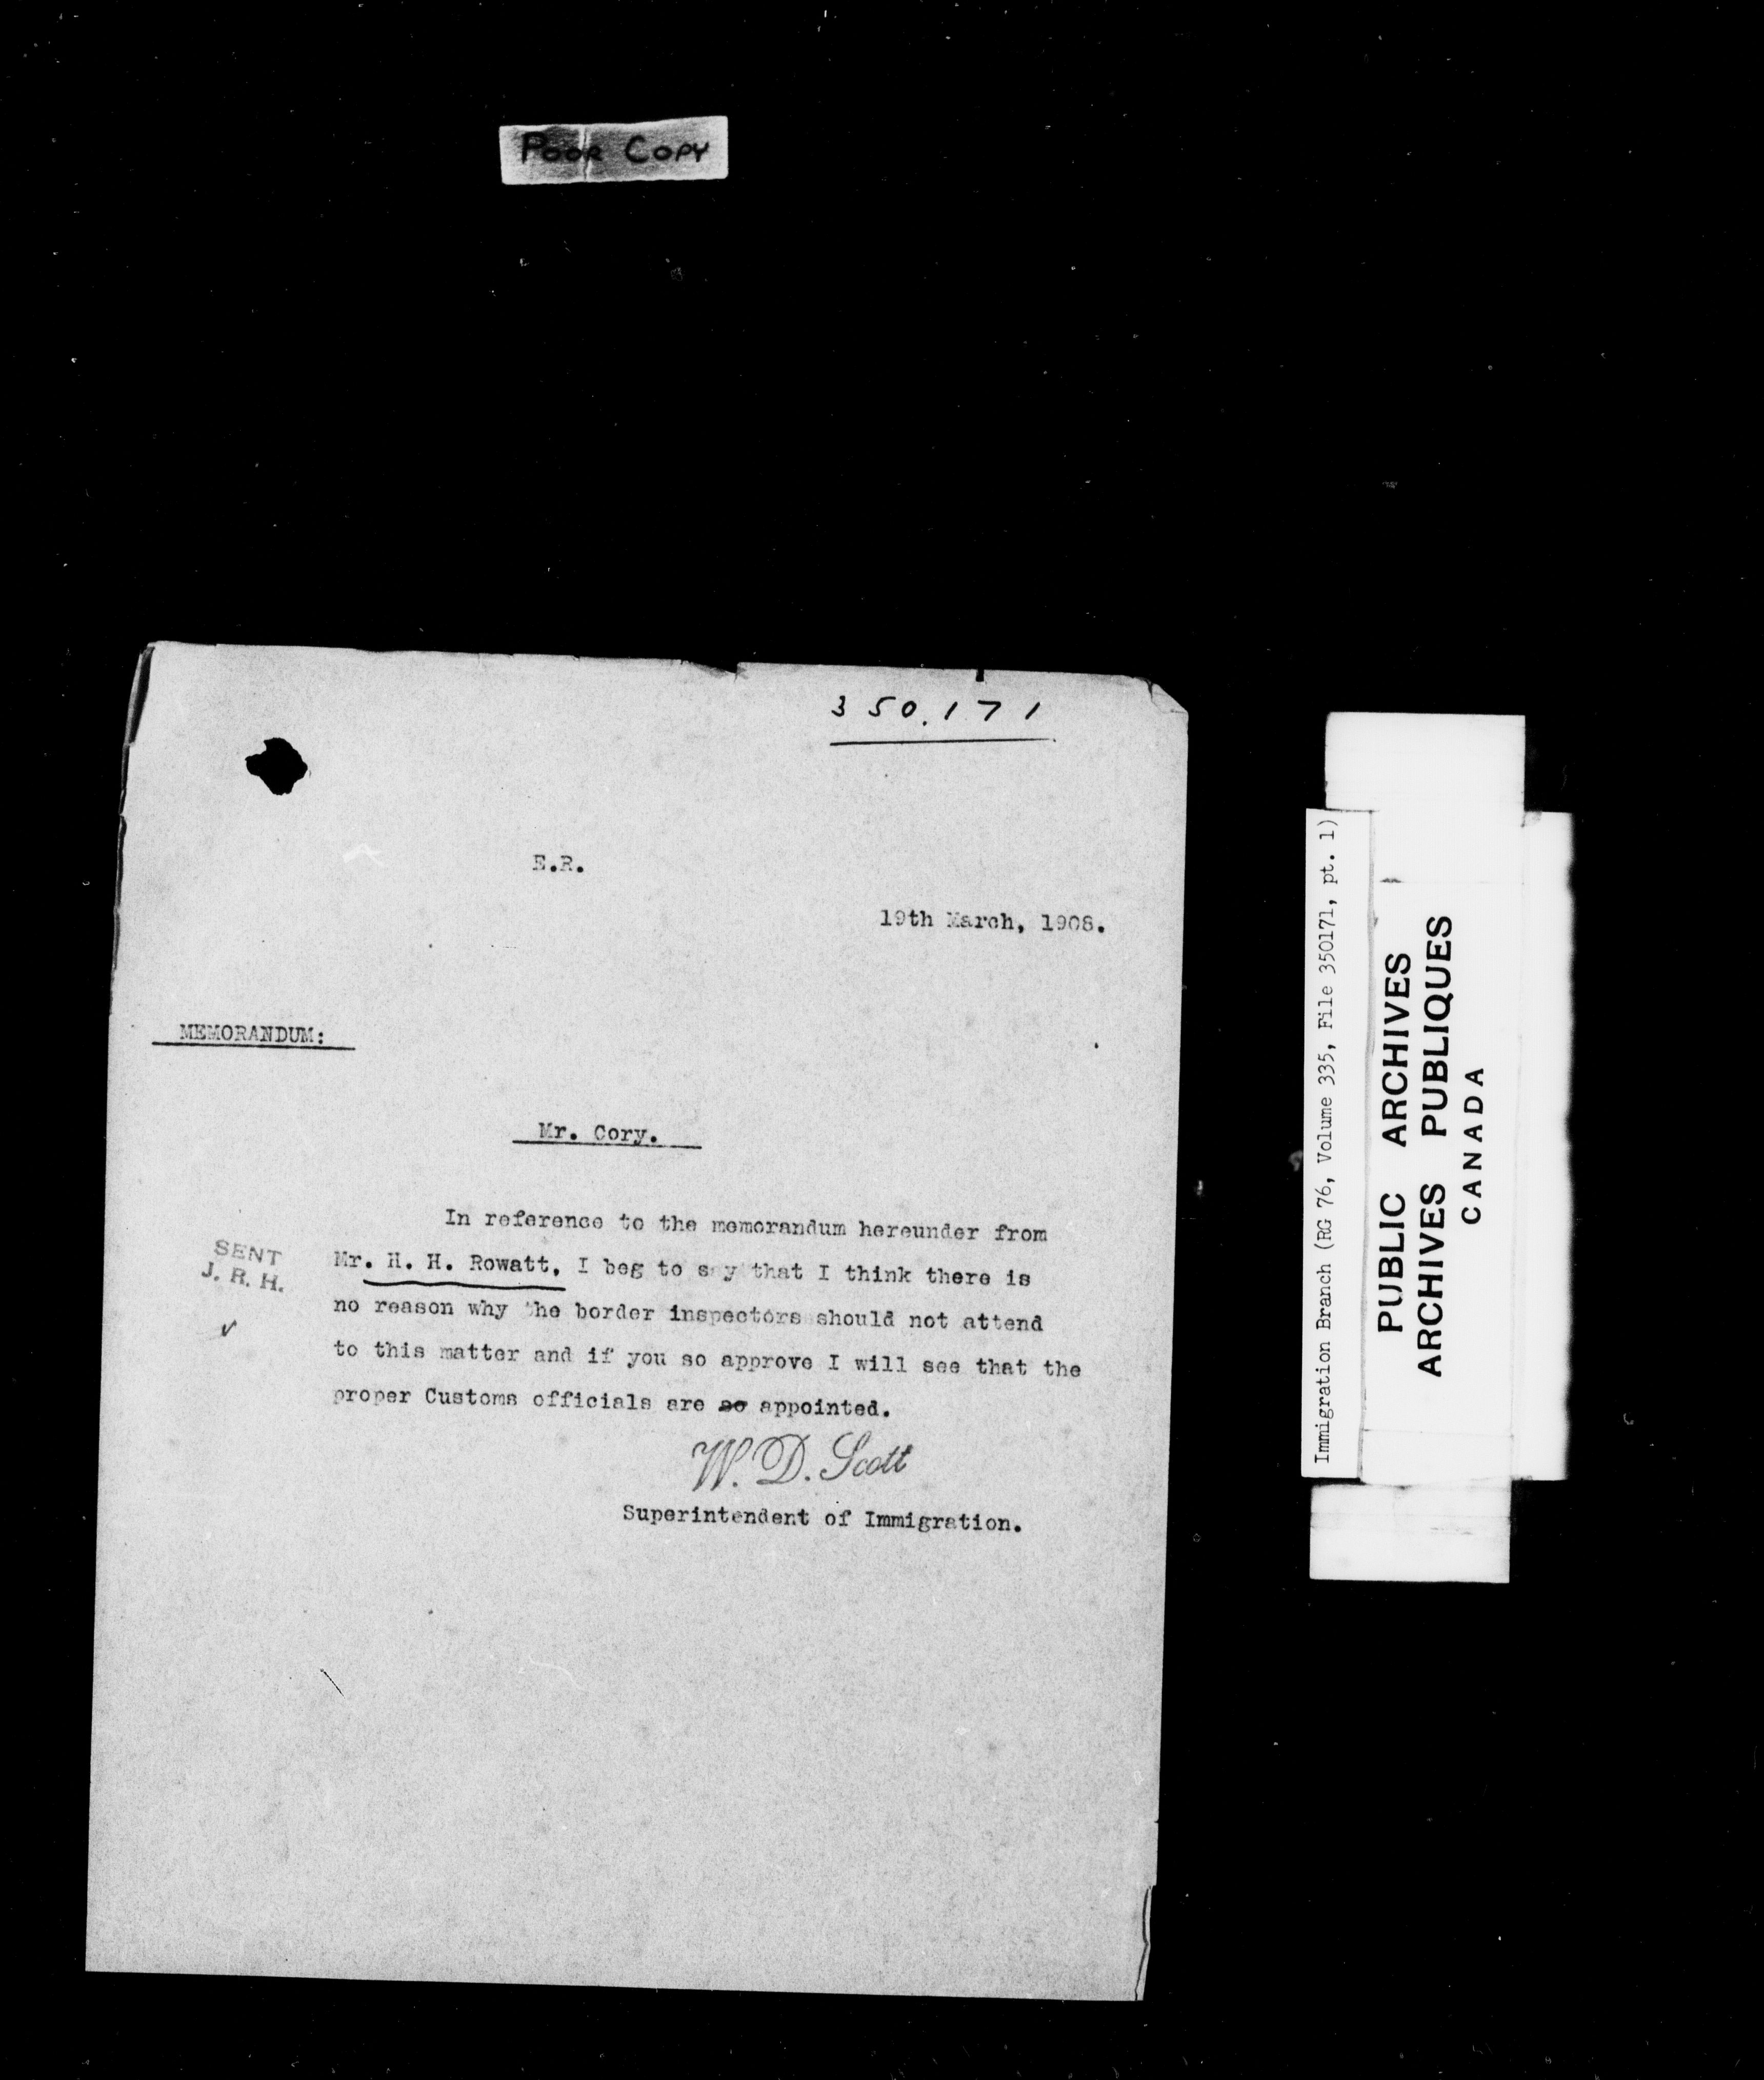 POOR COPY
350,171
E.R.
19th March, 1908.
MEMORANDUM:
Mr. Cory.
In reference to the memorandum hereunder from
Mr. H. H. Rowatt, I beg to say that I think there is
no reason why the border inspectors should not attend
to this matter and if you so approve I will see that the
proper Customs officials are so appointed.
SENT
J. R. H.
W. D. Scott
Superintendent of Immigration.
Immigration Branch (RG 76, Volume 335, File 350171, pt. 1)
PUBLIC ARCHIVES
ARCHIVES PUBLIQUES
CANADA